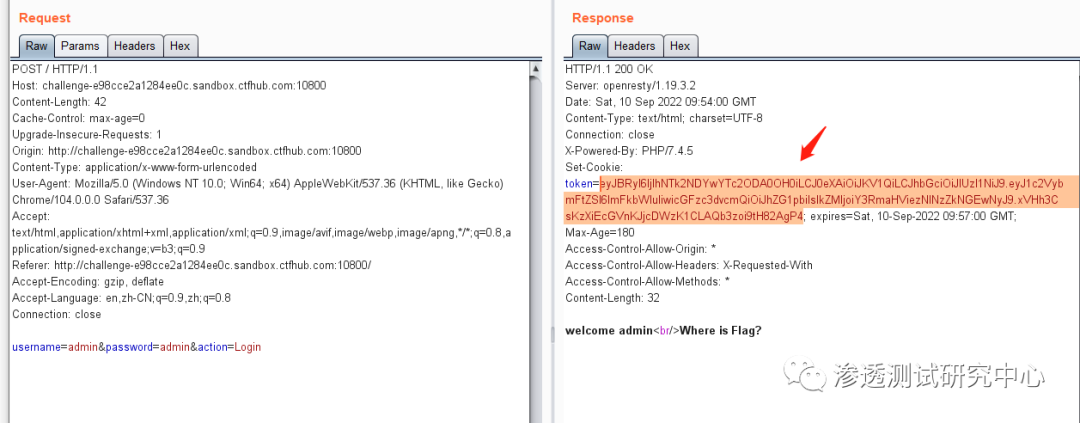 Request
Raw Params Headers Hex
POST / HTTP/1.1
Host: challenge-e98cce2a1284ee0c.sandbox.ctfhub.com:10800
Content-Length: 42
Cache-Control: max-age=0
Upgrade-Insecure-Requests: 1
Origin: http://challenge-e98cce2a1284ee0c.sandbox.ctfhub.com:10800
Content-Type: application/x-www-form-urlencoded
User-Agent: Mozilla/5.0 (Windows NT 10.0; Win64; x64) AppleWebKit/537.36 (KHTML, like Gecko)
Chrome/104.0.0.0 Safari/537.36
Accept:
text/html,application/xhtml+xml,application/xml;q=0.9,image/avif,image/webp,image/apng,*/*;q=0.8,a
pplication/signed-exchange;v=b3;q=0.9
Referer: http://challenge-e98cce2a1284ee0c.sandbox.ctfhub.com:10800/
Accept-Encoding: gzip, deflate
Accept-Language: en,zh-CN;q=0.9,zh;q=0.8
Connection: close
username=admin&password=admin&action=Login
Response
Raw Headers Hex
HTTP/1.1 200 OK
Server: openresty/1.19.3.2
Date: Sat, 10 Sep 2022 09:54:00 GMT
Content-Type: text/html; charset=UTF-8
Connection: close
X-Powered-By: PHP/7.4.5
Set-Cookie:
token=eyJBRyI6IjlhNTk2NDYwYTc2ODA0OH0iLCJ0eXAiOiJKV1QiLCJhbGciOiJIUzI1NiJ9.eyJ1c2Vyb
mFtZSI6ImFkbWluIiwicGFzc3dvcmQiOiJhZG1pbiIsIkZMIjoiY3RmaHViezNlNzZkNGEwNyJ9.xVHh3C
sKzXiEcGVnKJjcDWzK1CLAQb3zoi9tH82AgP4; expires=Sat, 10-Sep-2022 09:57:00 GMT;
Max-Age=180
Access-Control-Allow-Origin: *
Access-Control-Allow-Headers: X-Requested-With
Access-Control-Allow-Methods: *
Content-Length: 32
welcome admin<br/>Where is Flag?
渗透测试研究中心